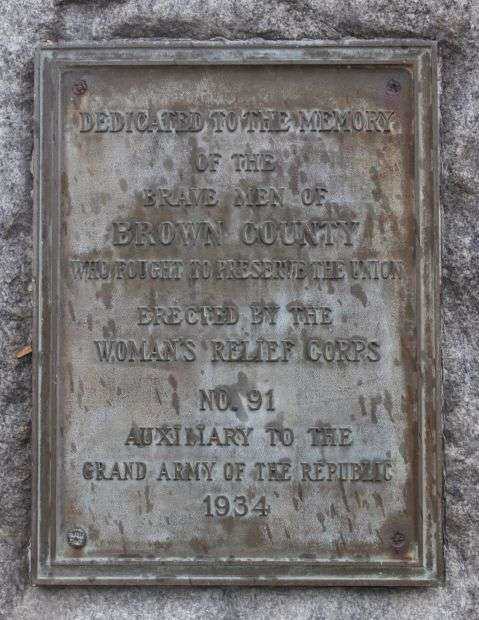 DEDICATED TO THE MEMORY
OF THE
BRAVE MEN OF
BROWN COUNTY
WHO FOUGHT TO PRESERVE THE UNION
ERECTED BY THE
WOMAN'S RELIEF CORPS
NO. 91
AUXILIARY TO THE
GRAND ARMY OF THE REPUBLIC
1934